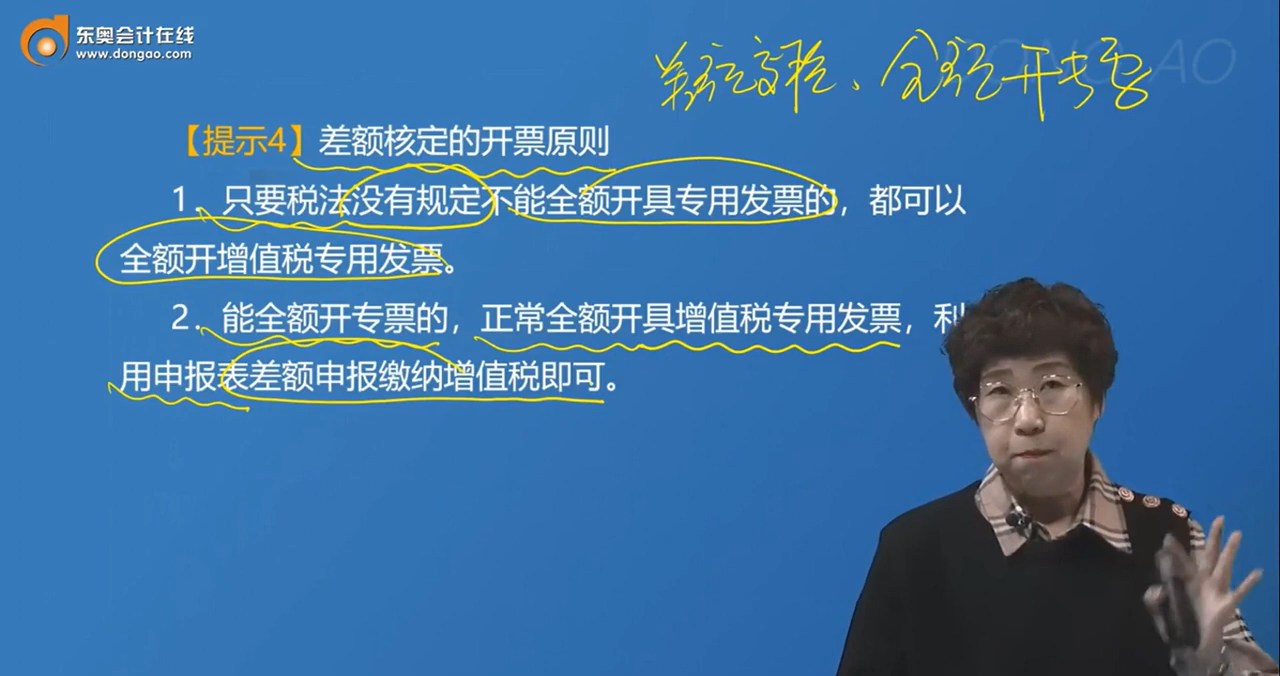 东奥会计在线
www.dongao.com
差额交税、全额开专票
【提示4】差额核定的开票原则
1. 只要税法没有规定不能全额开具专用发票的，都可以
全额开增值税专用发票。
2. 能全额开专票的，正常全额开具增值税专用发票，利
用申报表差额申报缴纳增值税即可。